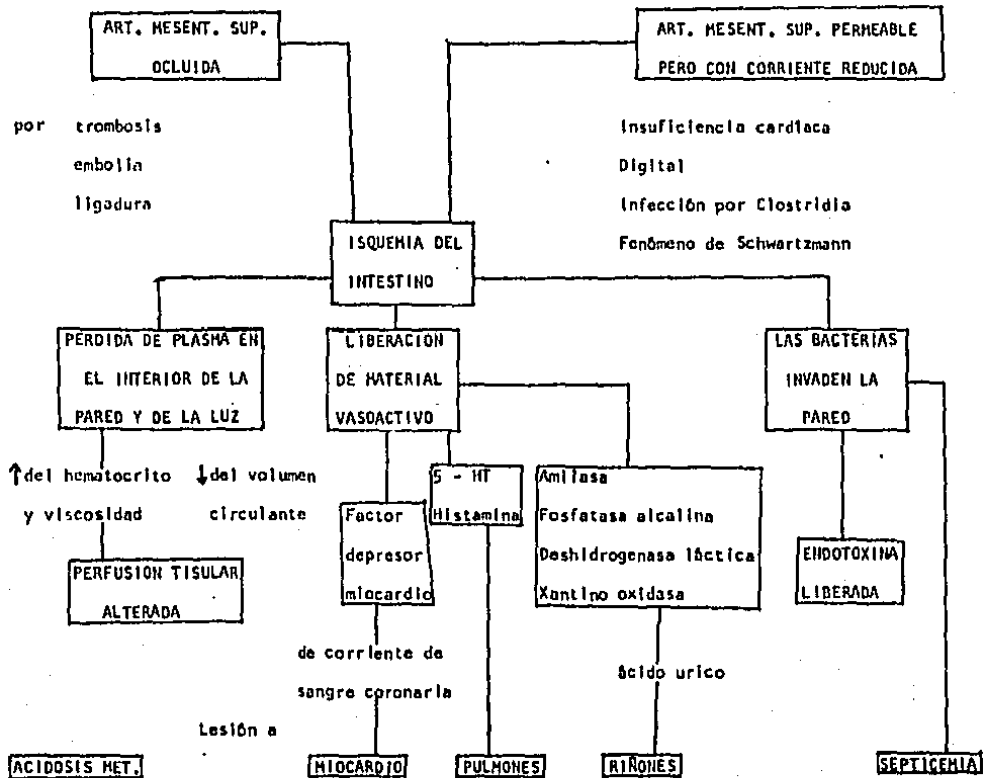 ART. MESENT. SUP.
OCLUIDA
ART. MESENT. SUP. PERMEABLE
PERO CON CORRIENTE REDUCIDA
por trombosis
embolia
ligadura
Insuficiencia cardíaca
Digital
Infección por Clostridia
Fenómeno de Schwartzmann
ISQUEMIA DEL
INTESTINO
PERDIDA DE PLASMA EN
EL INTERIOR DE LA
PARED Y DE LA LUZ
LIBERACION
DE MATERIAL
VASOACTIVO
LAS BACTERIAS
INVADEN LA
PARED
↑ del hematocrito
y viscosidad
↓ del volumen
circulante
Factor
depresor
miocardio
5 - HT
Histamina
Amilasa
Fosfatasa alcalina
Deshidrogenasa láctica
Xantino oxidasa
ENDOTOXINA
LIBERADA
PERFUSION TISULAR
ALTERADA
de corriente de
sangre coronaria
ácido urico
Lesión a
ACIDOSIS MET.
MIOCARDIO
PULMONES
RIÑONES
SEPTICEMIA